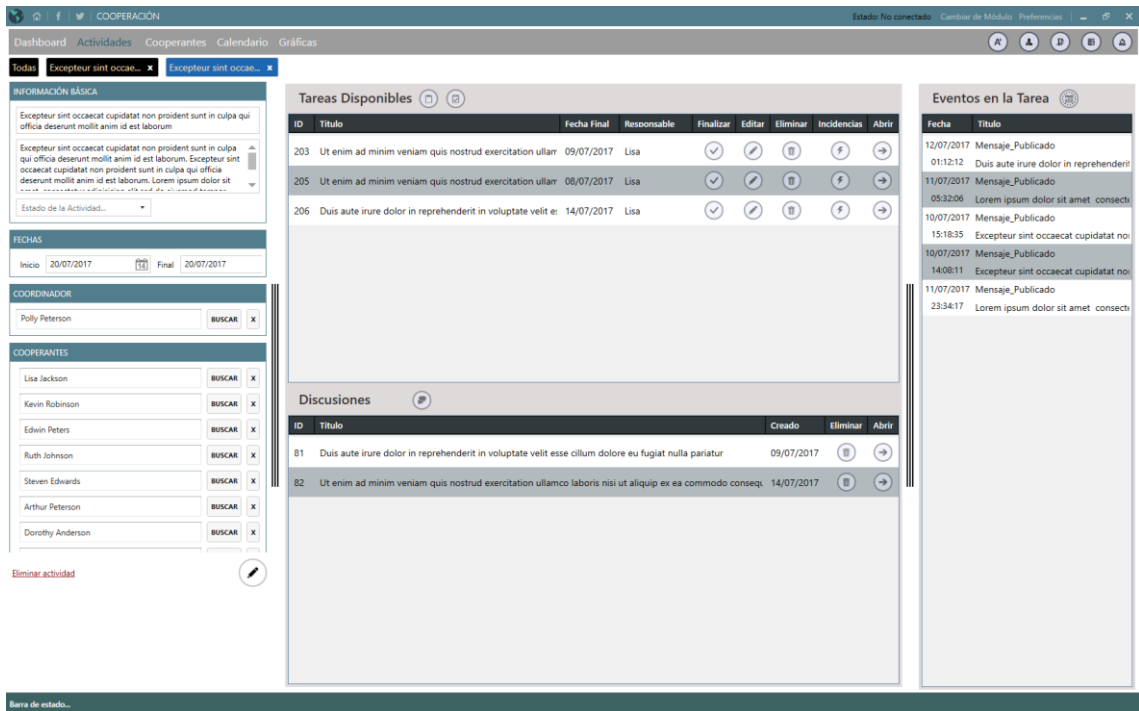 COOPERACIÓN
Estado: No conectado Cambiar de Módulo Preferencias
Dashboard Actividades Cooperantes Calendario Gráficas
Todas Excepteur sint occae... x Excepteur sint occae... x
INFORMACIÓN BÁSICA
Excepteur sint occaecat cupidatat non proident sunt in culpa qui
officia deserunt mollit anim id est laborum
Excepteur sint occaecat cupidatat non proident sunt in culpa
qui officia deserunt mollit anim id est laborum. Excepteur sint
occaecat cupidatat non proident sunt in culpa qui officia
deserunt mollit anim id est laborum. Lorem ipsum dolor sit
Estado de la Actividad...
FECHAS
Inicio 20/07/2017 14 Final 20/07/2017
COORDINADOR
Polly Peterson BUSCAR X
COOPERANTES
Lisa Jackson BUSCAR X
Kevin Robinson BUSCAR X
Edwin Peters BUSCAR X
Ruth Johnson BUSCAR X
Steven Edwards BUSCAR X
Arthur Peterson BUSCAR X
Dorothy Anderson BUSCAR X
Eliminar actividad
Tareas Disponibles
ID Titulo Fecha Final Responsable Finalizar Editar Eliminar Incidencias Abrir
203 Ut enim ad minim veniam quis nostrud exercitation ullam 09/07/2017 Lisa
205 Ut enim ad minim veniam quis nostrud exercitation ullam 08/07/2017 Lisa
206 Duis aute irure dolor in reprehenderit in voluptate velit e 14/07/2017 Lisa
Discusiones
ID Titulo Creado Eliminar Abrir
81 Duis aute irure dolor in reprehenderit in voluptate velit esse cillum dolore eu fugiat nulla pariatur 09/07/2017
82 Ut enim ad minim veniam quis nostrud exercitation ullamco laboris nisi ut aliquip ex ea commodo consequ 14/07/2017
Eventos en la Tarea
Fecha Titulo
12/07/2017 Mensaje_Publicado
01:12:12 Duis aute irure dolor in reprehenderit
11/07/2017 Mensaje_Publicado
05:32:06 Lorem ipsum dolor sit amet consect
10/07/2017 Mensaje_Publicado
15:18:35 Excepteur sint occaecat cupidatat no
10/07/2017 Mensaje_Publicado
14:08:11 Excepteur sint occaecat cupidatat no
11/07/2017 Mensaje_Publicado
23:34:17 Lorem ipsum dolor sit amet consect
Barra de estado...